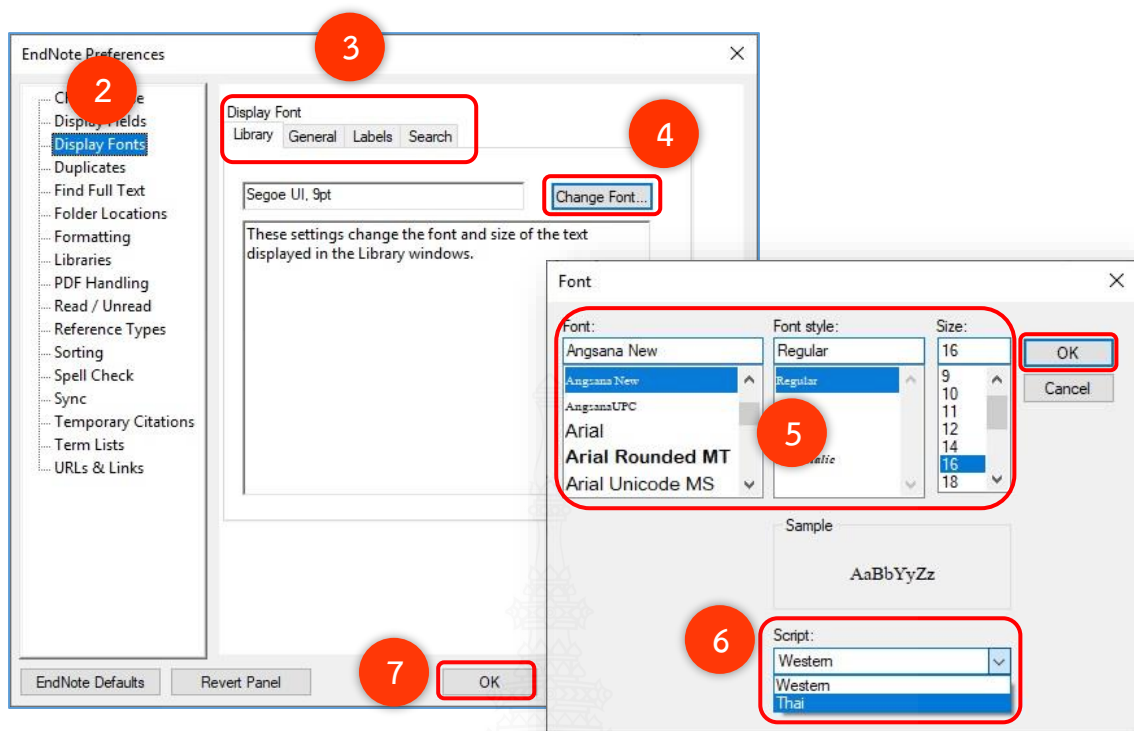 EndNote Preferences
3
2
Display Fields
Display Fonts
Duplicates
Find Full Text
Folder Locations
Formatting
Libraries
PDF Handling
Read / Unread
Reference Types
Sorting
Spell Check
Sync
Temporary Citations
Term Lists
URLs & Links
Display Font
Library General Labels Search
4
Segoe UI, 9pt
Change Font...
These settings change the font and size of the text
displayed in the Library windows.
EndNote Defaults
Revert Panel
7
OK
Font
Font:
Font style:
Size:
Angsana New
Regular
16
OK
Cancel
Angsana New
AngsanaUPC
Arial
Arial Rounded MT
Arial Unicode MS
Regular
5
9
10
11
12
14
16
18
Sample
AaBbYyZz
6
Script:
Western
Western
Thai